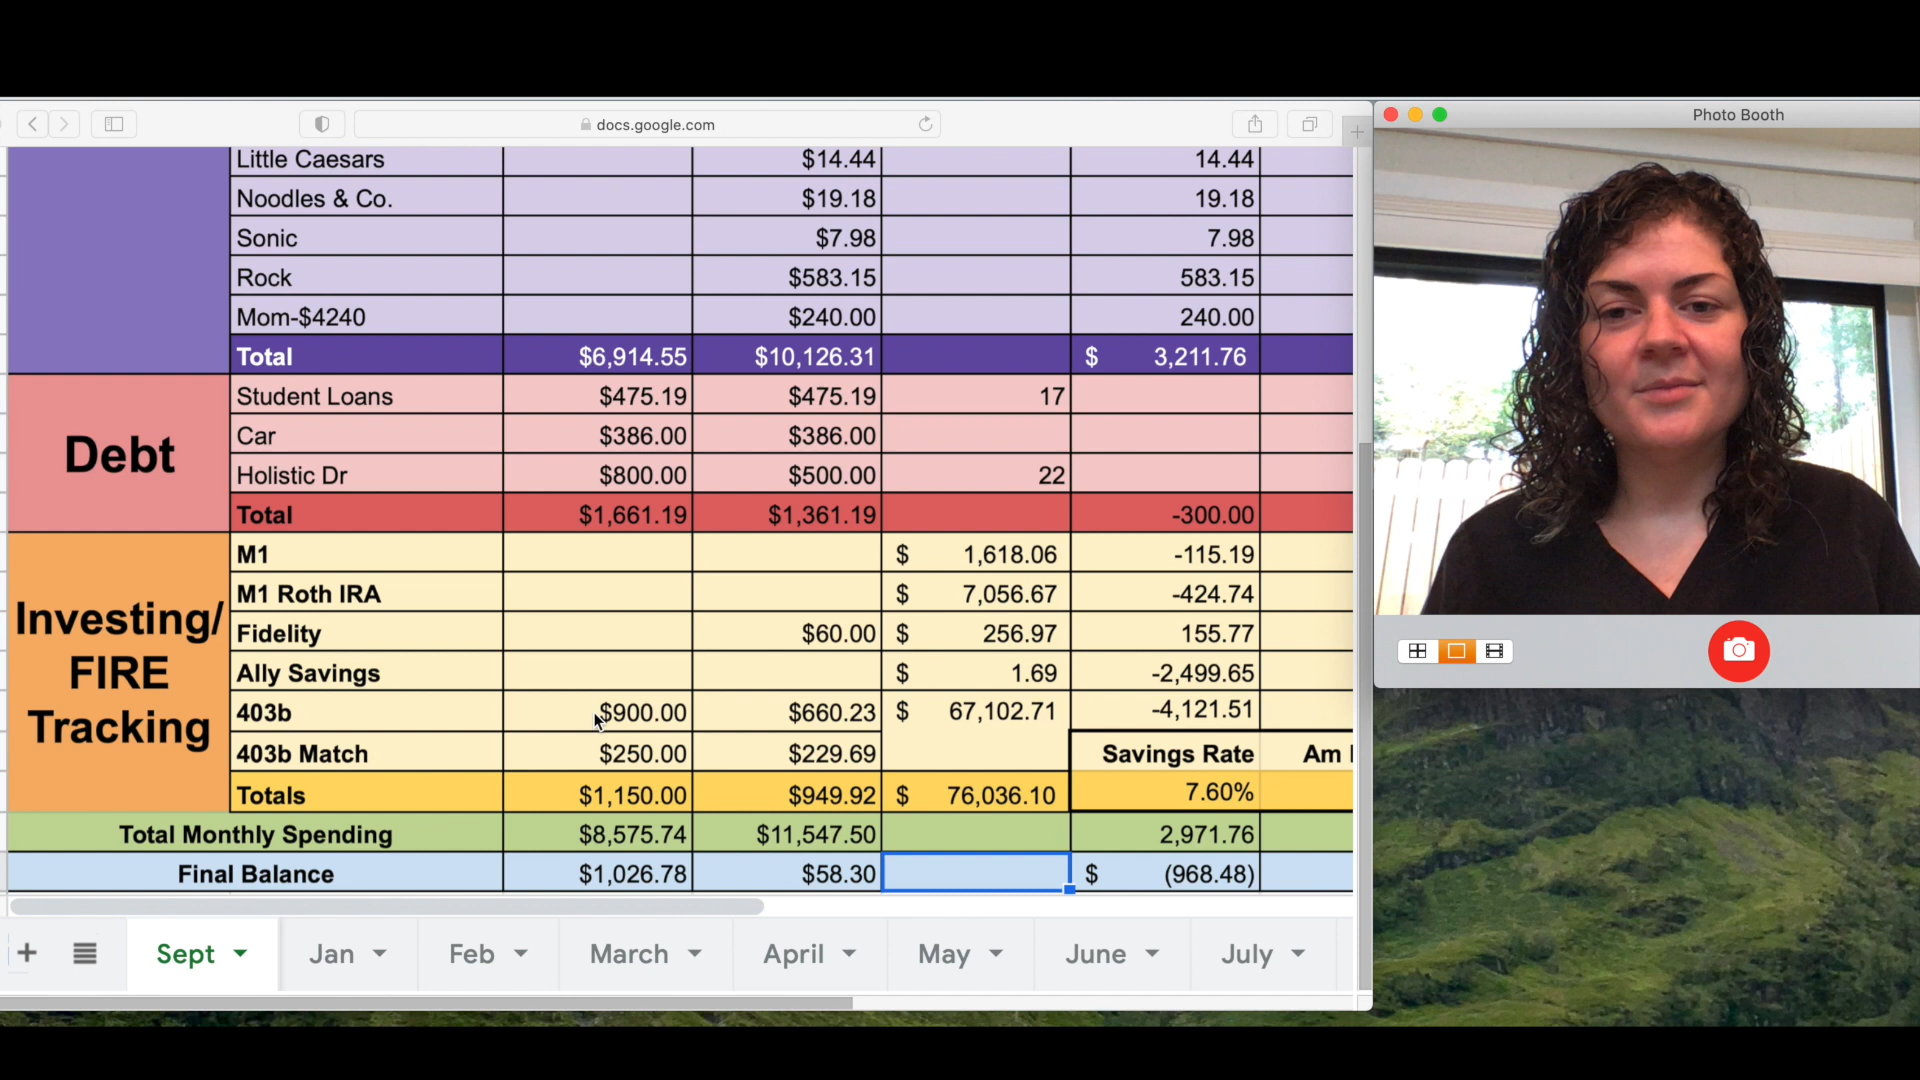 docs.google.com
Photo Booth
Little Caesars $14.44 14.44
Noodles & Co. $19.18 19.18
Sonic $7.98 7.98
Rock $583.15 583.15
Mom-$4240 $240.00 240.00
Total $6,914.55 $10,126.31 $ 3,211.76
Debt
Student Loans $475.19 $475.19 17
Car $386.00 $386.00
Holistic Dr $800.00 $500.00 22
Total $1,661.19 $1,361.19 -300.00
Investing/
FIRE
Tracking
M1 $ 1,618.06 -115.19
M1 Roth IRA $ 7,056.67 -424.74
Fidelity $60.00 $ 256.97 155.77
Ally Savings $ 1.69 -2,499.65
403b $900.00 $660.23 $ 67,102.71 -4,121.51
403b Match $250.00 $229.69 Savings Rate Am
Totals $1,150.00 $949.92 $ 76,036.10 7.60%
Total Monthly Spending $8,575.74 $11,547.50 2,971.76
Final Balance $1,026.78 $58.30 $ (968.48)
Sept Jan Feb March April May June July